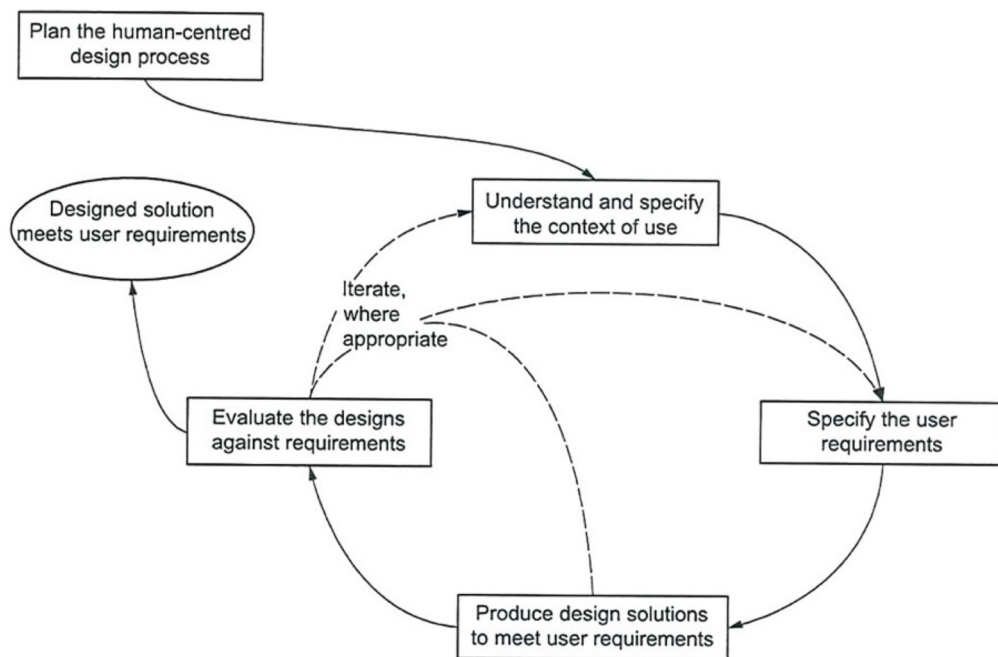 Plan the human-centred
design process
Understand and specify
the context of use
Designed solution
meets user requirements
Iterate,
where
appropriate
Evaluate the designs
against requirements
Specify the user
requirements
Produce design solutions
to meet user requirements